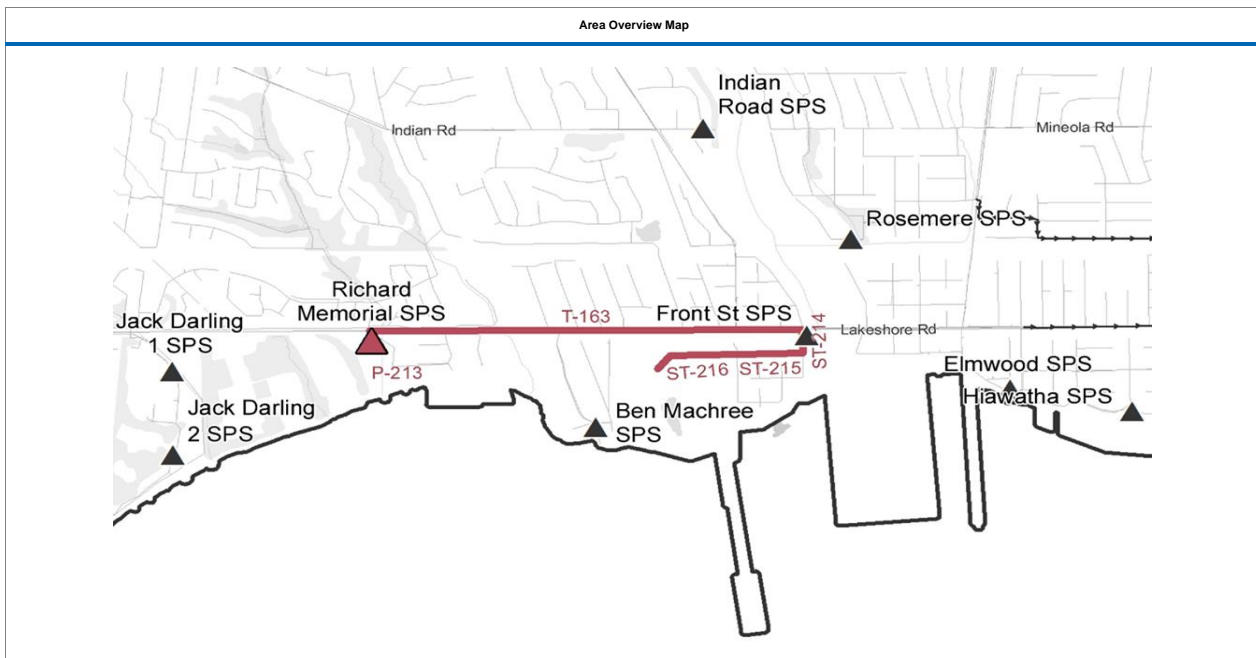 Area Overview Map
Indian
Road SPS
Indian Rd
Mineola Rd
Rosemere SPS
Richard
Memorial SPS
T-163
Front St SPS
Jack Darling
1 SPS
Lakeshore Rd
ST-214
P-213
ST-216
ST-215
Elmwood SPS
Hiawatha SPS
Jack Darling
2 SPS
Ben Machree
SPS